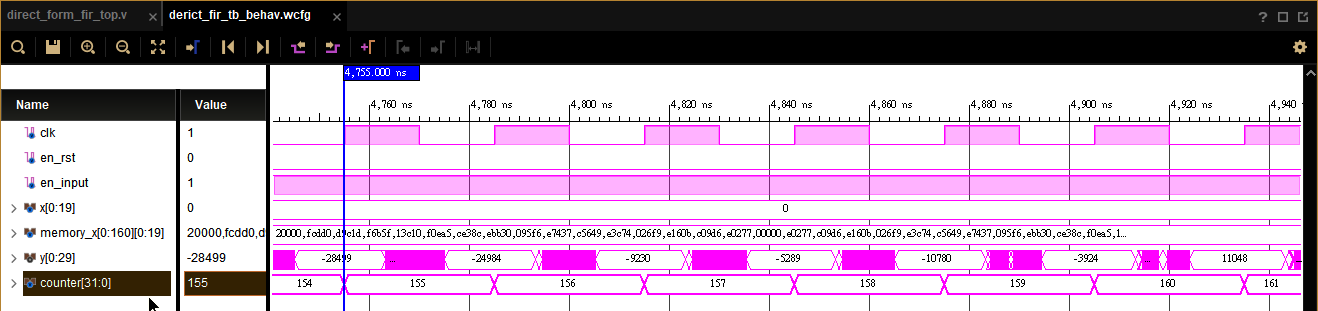 direct_form_fir_top.v × derict_fir_tb_behav.wcfg ×
4,755.000 ns
Name Value
4,760 ns 4,780 ns 4,800 ns 4,820 ns 4,840 ns 4,860 ns 4,880 ns 4,900 ns 4,920 ns 4,940
clk 1
en_rst 0
en_input 1
x[0:19] 0 0
memory_x[0:160][0:19] 20000,fcdd0,d 20000,fcdd0,d9c1d,f6b5f,13c10,f0ea5,ce38c,ebb30,095f6,e7437,c5649,e3c74,026f9,e160b,c09d6,e0277,00000,e0277,c09d6,e160b,026f9,e3c74,c5649,e7437,095f6,ebb30,ce38c,f0ea5,1...
y[0:29] -28499 -28499 ... -24984 -9230 -5289 -10780 ... -3924 ... 11048
counter[31:0] 155 154 155 156 157 158 159 160 161